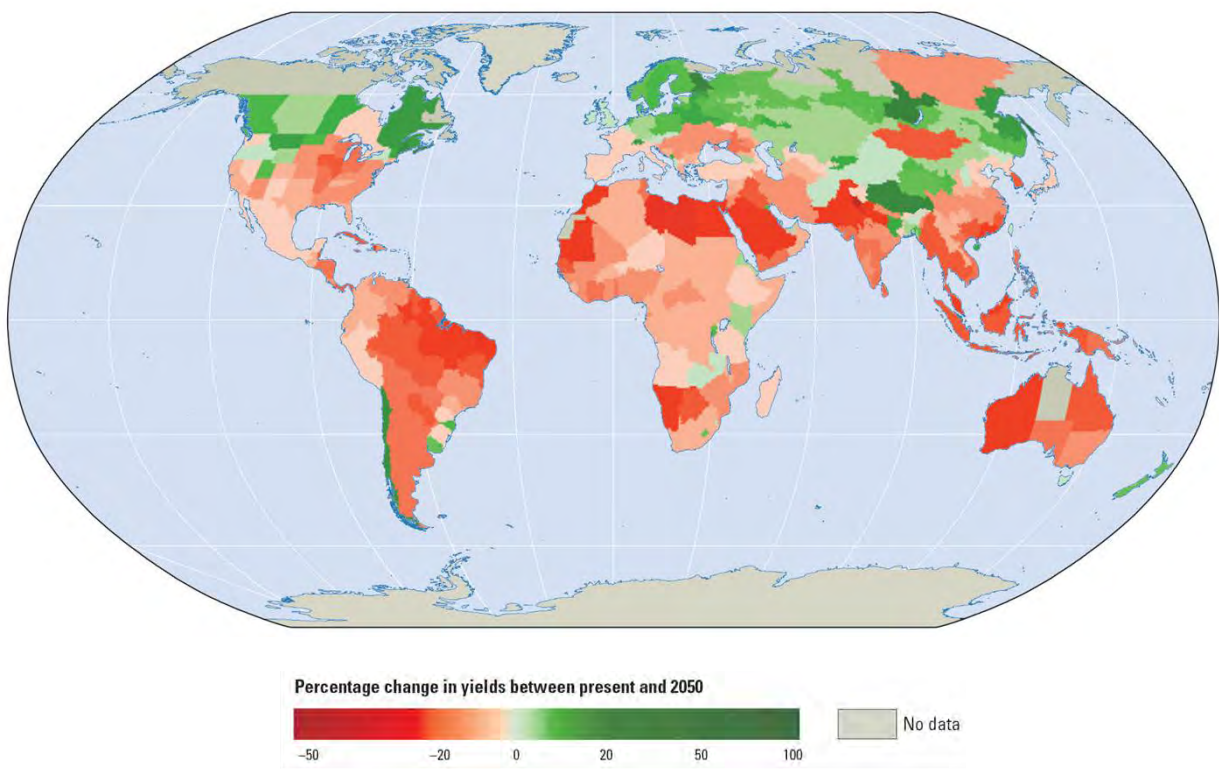 Percentage change in yields between present and 2050
No data
–50 –20 0 20 50 100